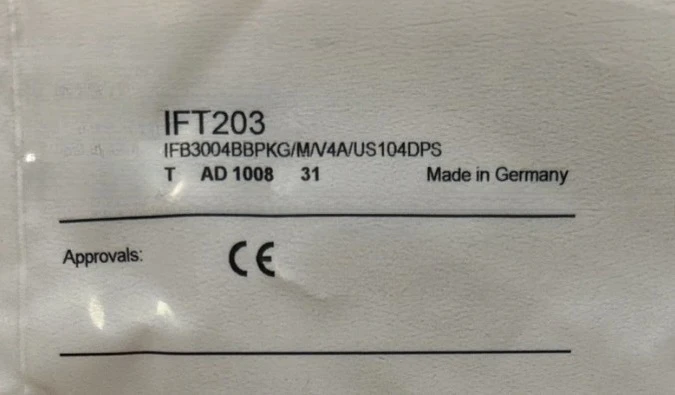 IFT203
IFB3004BBPKG/M/V4A/US104DPS
T AD 1008 31 Made in Germany
Approvals: CE